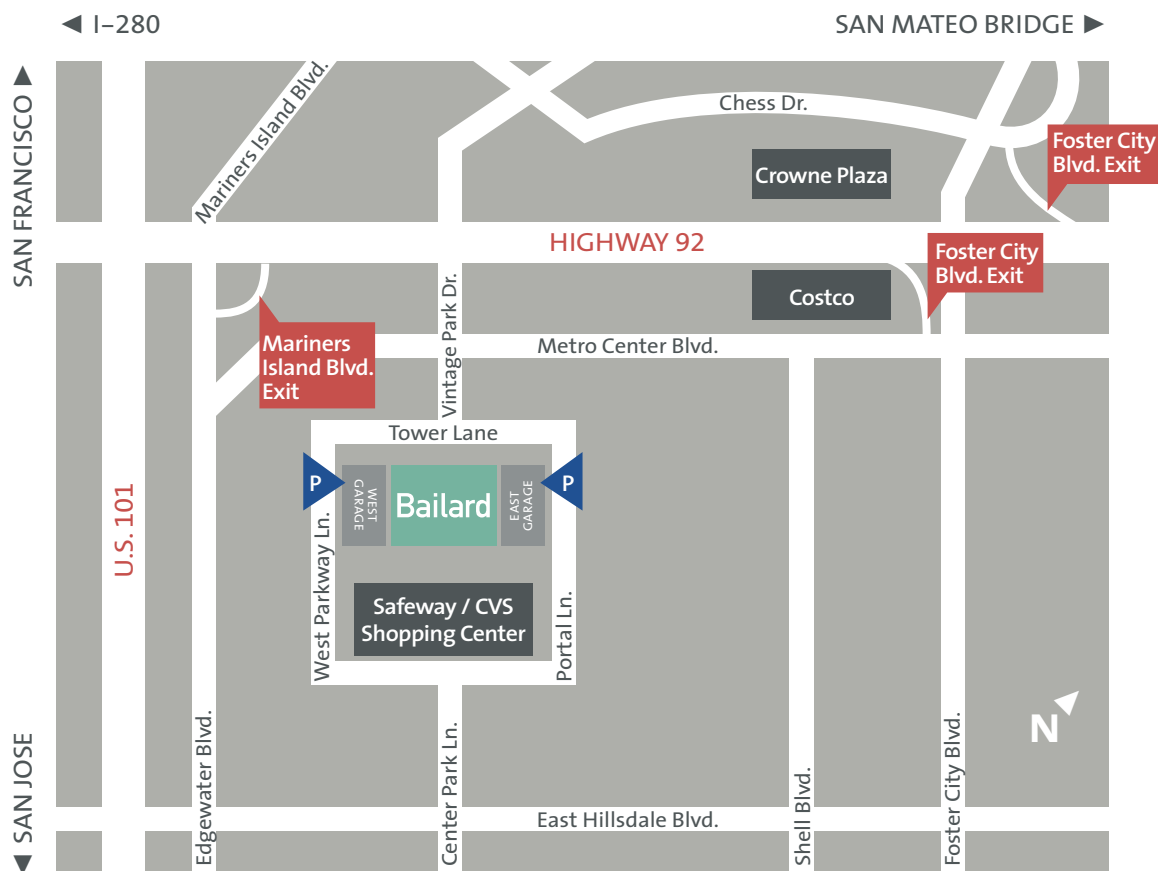 I–280
SAN MATEO BRIDGE
SAN FRANCISCO
Mariners Island Blvd.
Chess Dr.
Crowne Plaza
Foster City
Blvd. Exit
HIGHWAY 92
Foster City
Blvd. Exit
Costco
Mariners
Island Blvd.
Exit
Vintage Park Dr.
Metro Center Blvd.
Tower Lane
P
WEST
GARAGE
Bailard
EAST
GARAGE
P
U.S. 101
West Parkway Ln.
Safeway / CVS
Shopping Center
Portal Ln.
N
SAN JOSE
Edgewater Blvd.
Center Park Ln.
East Hillsdale Blvd.
Shell Blvd.
Foster City Blvd.